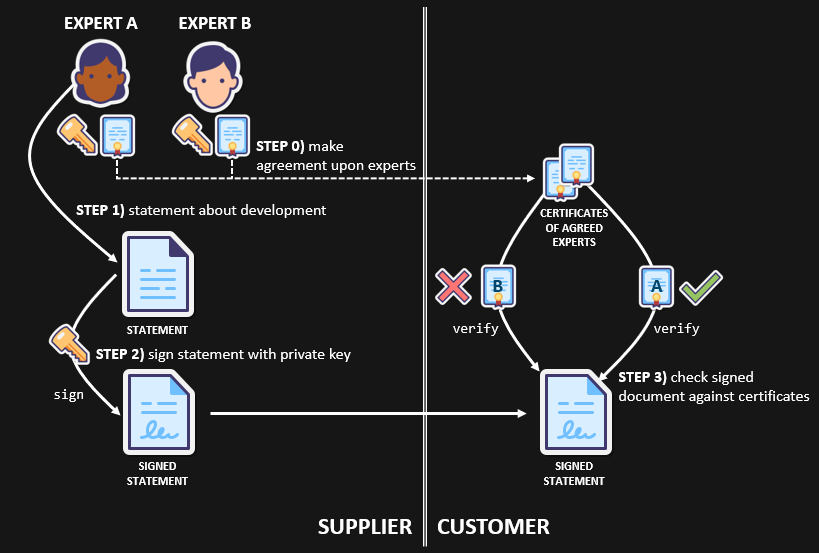 EXPERT A
EXPERT B
STEP 0) make
agreement upon experts
STEP 1) statement about development
CERTIFICATES
OF AGREED
EXPERTS
B
A
STATEMENT
verify
verify
STEP 2) sign statement with private key
STEP 3) check signed
document against certificates
sign
SIGNED
STATEMENT
SIGNED
STATEMENT
SUPPLIER
CUSTOMER